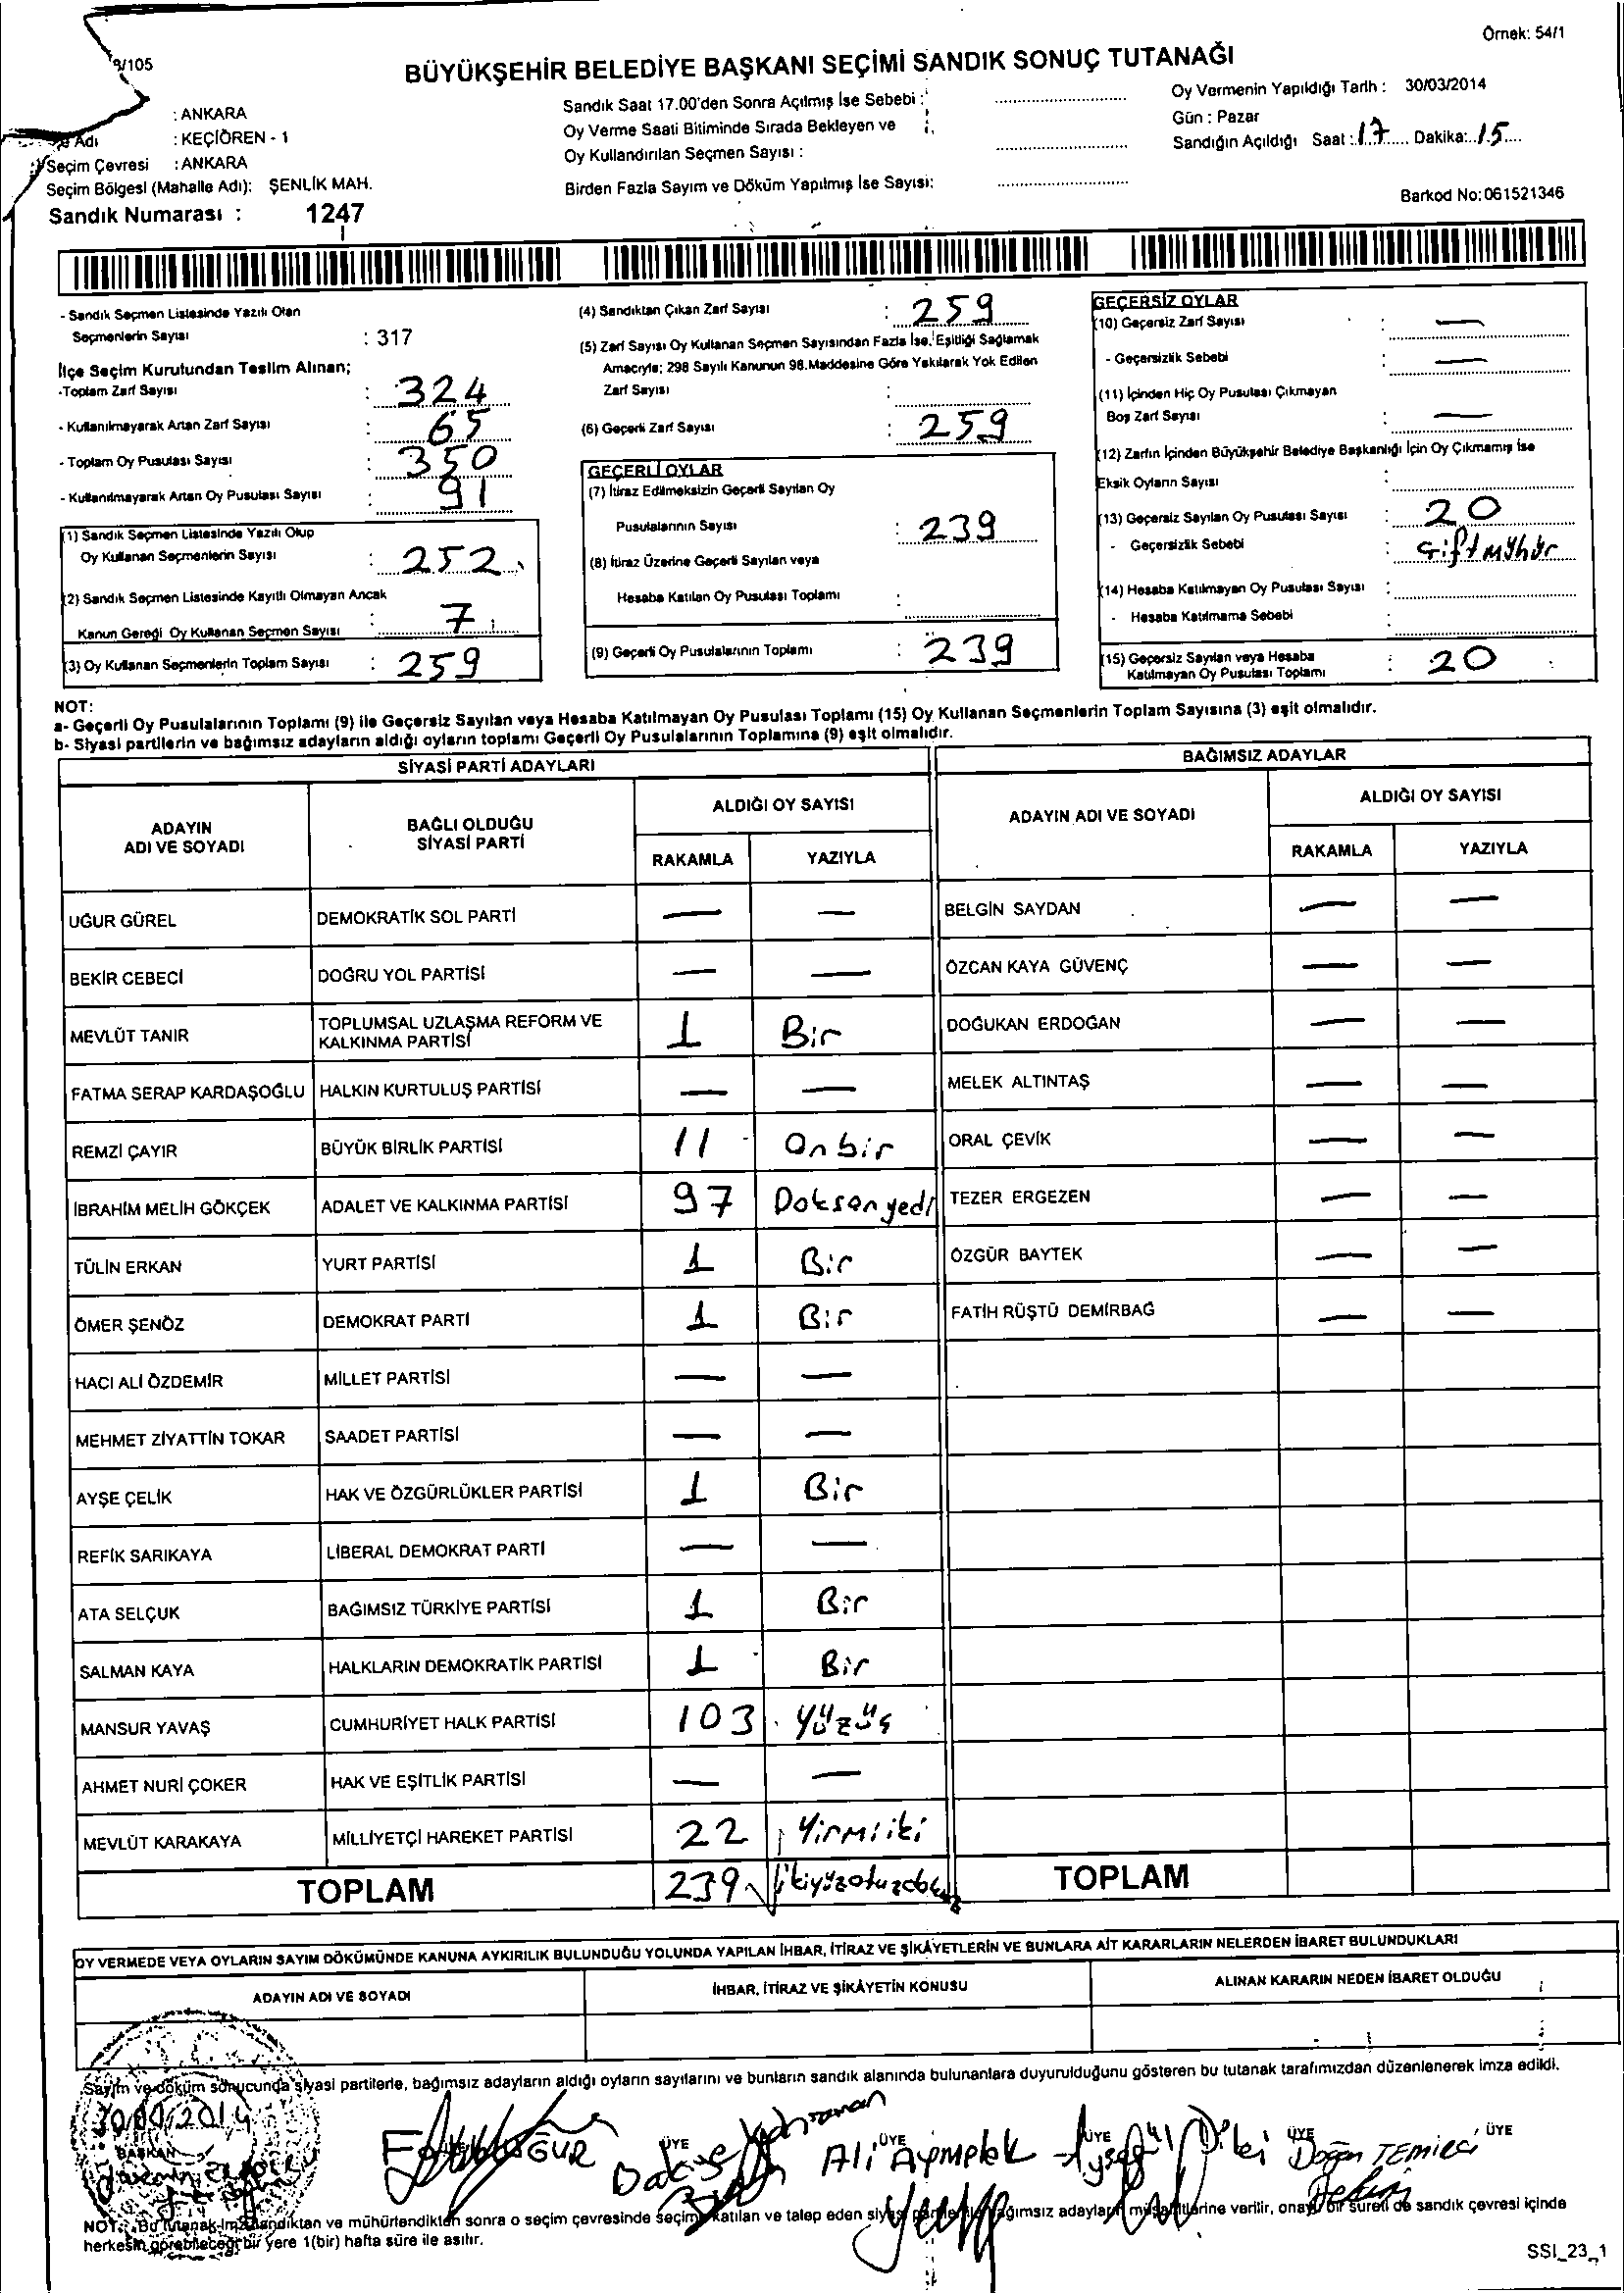 Örnek: 54/1
/105
BÜYÜKŞEHİR BELEDİYE BAŞKANI SEÇİMİ SANDIK SONUÇ TUTANAĞI
: ANKARA
Adı : KEÇİÖREN - 1
Seçim Çevresi : ANKARA
Seçim Bölgesi (Mahalle Adı): ŞENLİK MAH.
Sandık Numarası : 1247
Sandık Saat 17.00'den Sonra Açılmış İse Sebebi :
Oy Verme Saati Bitiminde Sırada Bekleyen ve
Oy Kullandırılan Seçmen Sayısı :
Birden Fazla Sayım ve Döküm Yapılmış İse Sayısı:
Oy Vermenin Yapıldığı Tarih : 30/03/2014
Gün : Pazar
Sandığın Açıldığı Saat : 17 Dakika: 15
Barkod No: 061521346
- Sandık Seçmen Listesinde Yazılı Olan
Seçmenlerin Sayısı : 317
İlçe Seçim Kurulundan Teslim Alınan;
-Toplam Zarf Sayısı : 324
- Kullanılmayarak Artan Zarf Sayısı : 65
- Toplam Oy Pusulası Sayısı : 350
- Kullanılmayarak Artan Oy Pusulası Sayısı : 91
(1) Sandık Seçmen Listesinde Yazılı Olup
Oy Kullanan Seçmenlerin Sayısı : 252
(2) Sandık Seçmen Listesinde Kayıtlı Olmayan Ancak
Kanun Gereği Oy Kullanan Seçmen Sayısı : 7
(3) Oy Kullanan Seçmenlerin Toplam Sayısı : 259
(4) Sandıktan Çıkan Zarf Sayısı : 259
(5) Zarf Sayısı Oy Kullanan Seçmen Sayısından Fazla İse, Eşitliği Sağlamak
Amacıyla; 298 Sayılı Kanunun 98.Maddesine Göre Yakılarak Yok Edilen
Zarf Sayısı :
(6) Geçerli Zarf Sayısı : 259
GEÇERLİ OYLAR
(7) İtiraz Edilmeksizin Geçerli Sayılan Oy
Pusulalarının Sayısı : 239
(8) İtiraz Üzerine Geçerli Sayılan veya
Hesaba Katılan Oy Pusulası Toplamı :
(9) Geçerli Oy Pusulalarının Toplamı : 239
GEÇERSİZ OYLAR
(10) Geçersiz Zarf Sayısı : —
- Geçersizlik Sebebi : —
(11) İçinden Hiç Oy Pusulası Çıkmayan
Boş Zarf Sayısı : —
(12) Zarfın İçinden Büyükşehir Belediye Başkanlığı İçin Oy Çıkmamış İse
Eksik Oyların Sayısı :
(13) Geçersiz Sayılan Oy Pusulası Sayısı : 20
- Geçersizlik Sebebi : Çift Mühür
(14) Hesaba Katılmayan Oy Pusulası Sayısı :
- Hesaba Katılmama Sebebi :
(15) Geçersiz Sayılan veya Hesaba
Katılmayan Oy Pusulası Toplamı : 20
NOT:
a- Geçerli Oy Pusulalarının Toplamı (9) ile Geçersiz Sayılan veya Hesaba Katılmayan Oy Pusulası Toplamı (15) Oy Kullanan Seçmenlerin Toplam Sayısına (3) eşit olmalıdır.
b- Siyasi partilerin ve bağımsız adayların aldığı oyların toplamı Geçerli Oy Pusulalarının Toplamına (9) eşit olmalıdır.
SİYASİ PARTİ ADAYLARI
BAĞIMSIZ ADAYLAR
ADAYIN ADI VE SOYADI
BAĞLI OLDUĞU SİYASİ PARTİ
ALDIĞI OY SAYISI
RAKAMLA YAZIYLA
ADAYIN ADI VE SOYADI
ALDIĞI OY SAYISI
RAKAMLA YAZIYLA
UĞUR GÜREL DEMOKRATİK SOL PARTİ — — BELGİN SAYDAN — —
BEKİR CEBECİ DOĞRU YOL PARTİSİ — — ÖZCAN KAYA GÜVENÇ — —
MEVLÜT TANIR TOPLUMSAL UZLAŞMA REFORM VE KALKINMA PARTİSİ 1 Bir DOĞUKAN ERDOĞAN — —
FATMA SERAP KARDAŞOĞLU HALKIN KURTULUŞ PARTİSİ — — MELEK ALTINTAŞ — —
REMZİ ÇAYIR BÜYÜK BİRLİK PARTİSİ 11 Onbir ORAL ÇEVİK — —
İBRAHİM MELİH GÖKÇEK ADALET VE KALKINMA PARTİSİ 97 Doksanyedi TEZER ERGEZEN — —
TÜLİN ERKAN YURT PARTİSİ 1 Bir ÖZGÜR BAYTEK — —
ÖMER ŞENÖZ DEMOKRAT PARTİ 1 Bir FATİH RÜŞTÜ DEMİRBAĞ — —
HACI ALİ ÖZDEMİR MİLLET PARTİSİ — —
MEHMET ZİYATTİN TOKAR SAADET PARTİSİ — —
AYŞE ÇELİK HAK VE ÖZGÜRLÜKLER PARTİSİ 1 Bir
REFİK SARIKAYA LİBERAL DEMOKRAT PARTİ — —
ATA SELÇUK BAĞIMSIZ TÜRKİYE PARTİSİ 1 Bir
SALMAN KAYA HALKLARIN DEMOKRATİK PARTİSİ 1 Bir
MANSUR YAVAŞ CUMHURİYET HALK PARTİSİ 103 Yüzüç
AHMET NURİ ÇOKER HAK VE EŞİTLİK PARTİSİ — —
MEVLÜT KARAKAYA MİLLİYETÇİ HAREKET PARTİSİ 22 Yirmiiki
TOPLAM 239 ikiyüzotuzdokuz TOPLAM
OY VERMEDE VEYA OYLARIN SAYIM DÖKÜMÜNDE KANUNA AYKIRILIK BULUNDUĞU YOLUNDA YAPILAN İHBAR, İTİRAZ VE ŞİKÂYETLERİN VE BUNLARA AİT KARARLARIN NELERDEN İBARET BULUNDUKLARI
ADAYIN ADI VE SOYADI İHBAR, İTİRAZ VE ŞİKÂYETİN KONUSU ALINAN KARARIN NEDEN İBARET OLDUĞU
Sayım ve döküm sonucunda siyasi partilerle, bağımsız adayların aldığı oyların sayılarını ve bunların sandık alanında bulunanlara duyurulduğunu gösteren bu tutanak tarafımızdan düzenlenerek imza edildi.
2014
BAŞKAN ÜYE ÜYE ÜYE ÜYE ÜYE
Ali Doğan TEMİRCİ
NOT: Bu tutanak imzalandıktan ve mühürlendikten sonra o seçim çevresinde seçime katılan ve talep eden siyasi partilerle bağımsız adayların müşahitlerine verilir, onaylı bir sureti de sandık çevresi içinde
herkesin görebileceği bir yere 1(bir) hafta süre ile asılır.
SSI_23_1